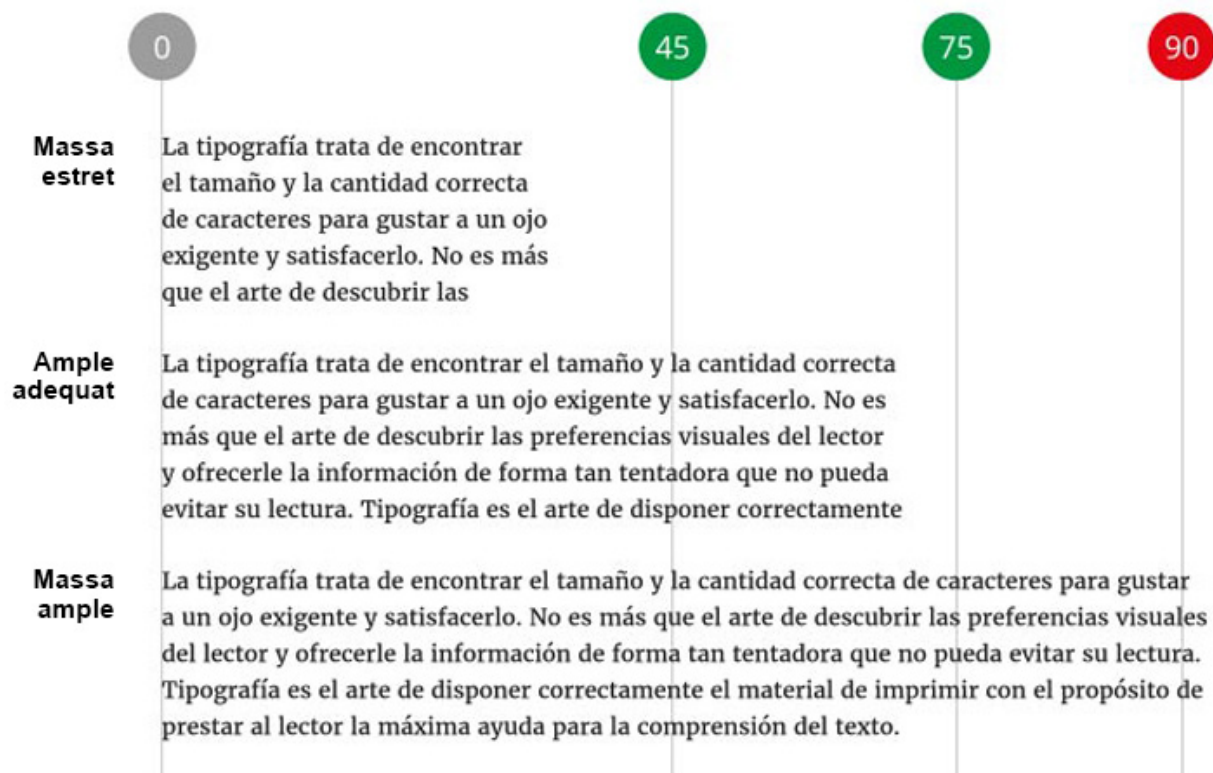 0
45
75
90
Massa
estret
La tipografía trata de encontrar
el tamaño y la cantidad correcta
de caracteres para gustar a un ojo
exigente y satisfacerlo. No es más
que el arte de descubrir las
Ample
adequat
La tipografía trata de encontrar el tamaño y la cantidad correcta
de caracteres para gustar a un ojo exigente y satisfacerlo. No es
más que el arte de descubrir las preferencias visuales del lector
y ofrecerle la información de forma tan tentadora que no pueda
evitar su lectura. Tipografía es el arte de disponer correctamente
Massa
ample
La tipografía trata de encontrar el tamaño y la cantidad correcta de caracteres para gustar
a un ojo exigente y satisfacerlo. No es más que el arte de descubrir las preferencias visuales
del lector y ofrecerle la información de forma tan tentadora que no pueda evitar su lectura.
Tipografía es el arte de disponer correctamente el material de imprimir con el propósito de
prestar al lector la máxima ayuda para la comprensión del texto.